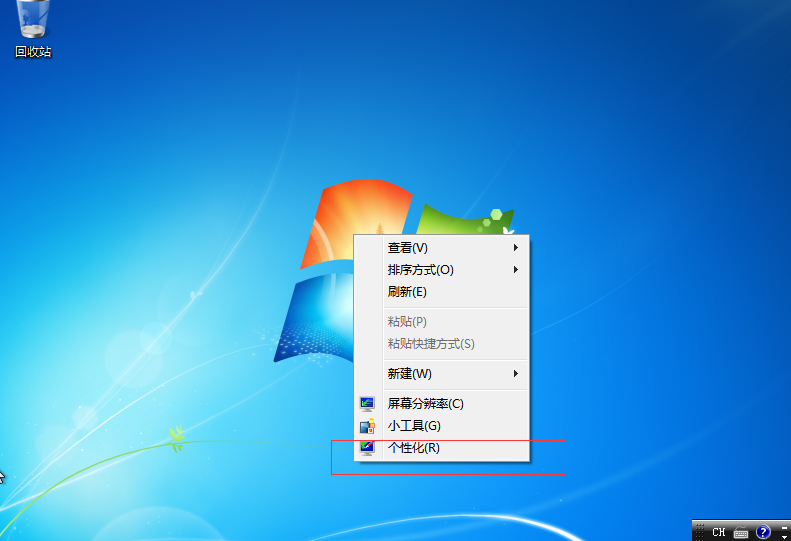 回收站
查看(V)
排序方式(O)
刷新(E)
粘贴(P)
粘贴快捷方式(S)
新建(W)
屏幕分辨率(C)
小工具(G)
个性化(R)
CH
?